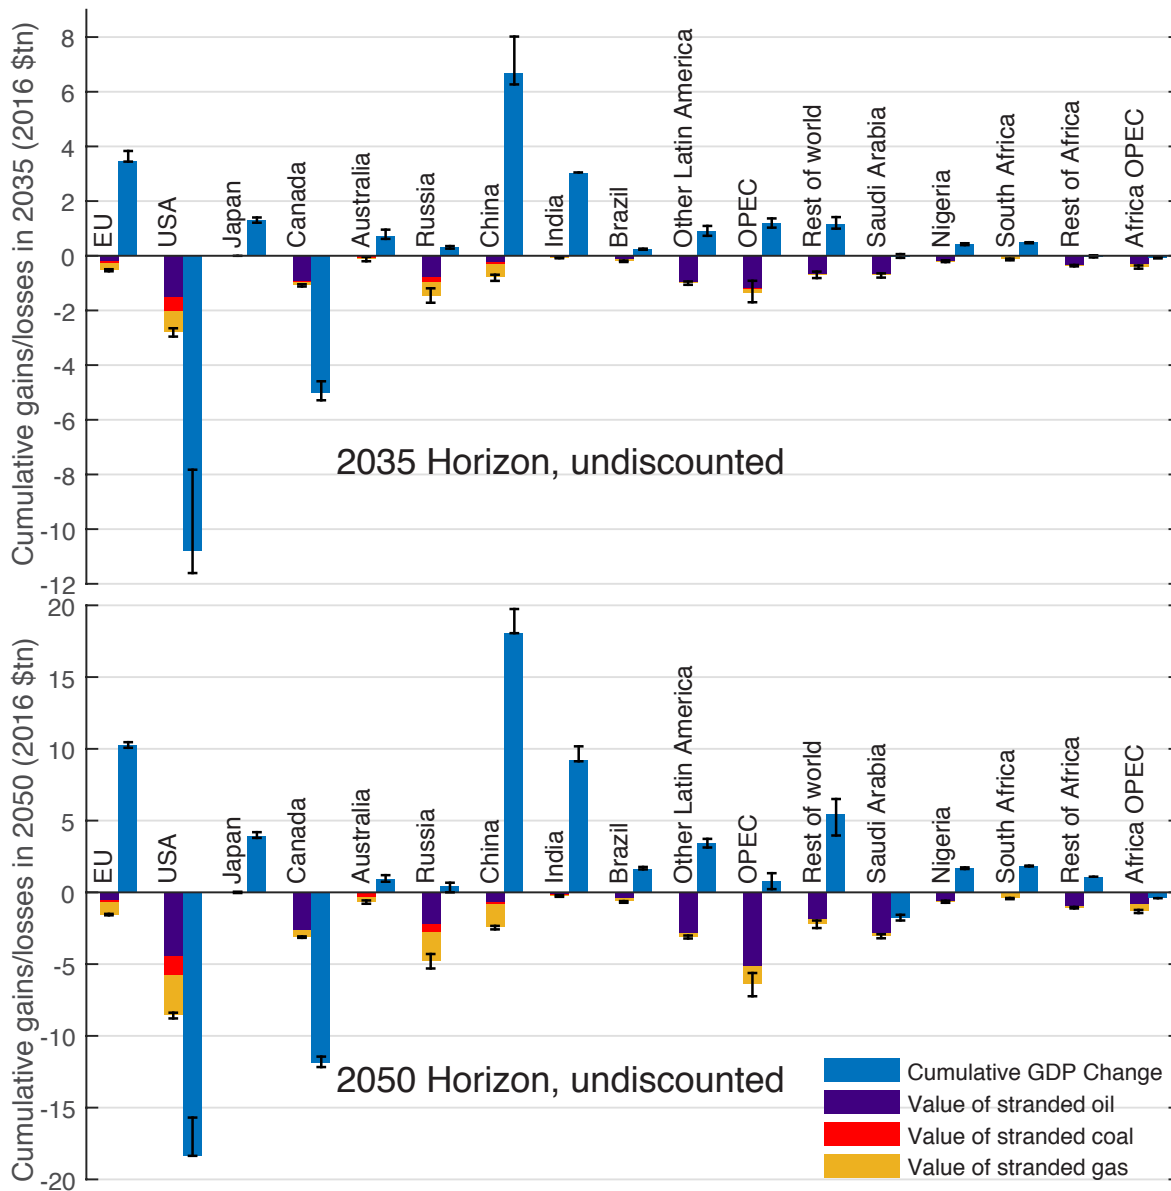 Cumulative gains/losses in 2035 (2016 $tn)
8
6
4
2
0
-2
-4
-6
-8
-10
-12
EU
USA
Japan
Canada
Australia
Russia
China
India
Brazil
Other Latin America
OPEC
Rest of world
Saudi Arabia
Nigeria
South Africa
Rest of Africa
Africa OPEC
2035 Horizon, undiscounted
Cumulative gains/losses in 2050 (2016 $tn)
20
15
10
5
0
-5
-10
-15
-20
EU
USA
Japan
Canada
Australia
Russia
China
India
Brazil
Other Latin America
OPEC
Rest of world
Saudi Arabia
Nigeria
South Africa
Rest of Africa
Africa OPEC
2050 Horizon, undiscounted
Cumulative GDP Change
Value of stranded oil
Value of stranded coal
Value of stranded gas